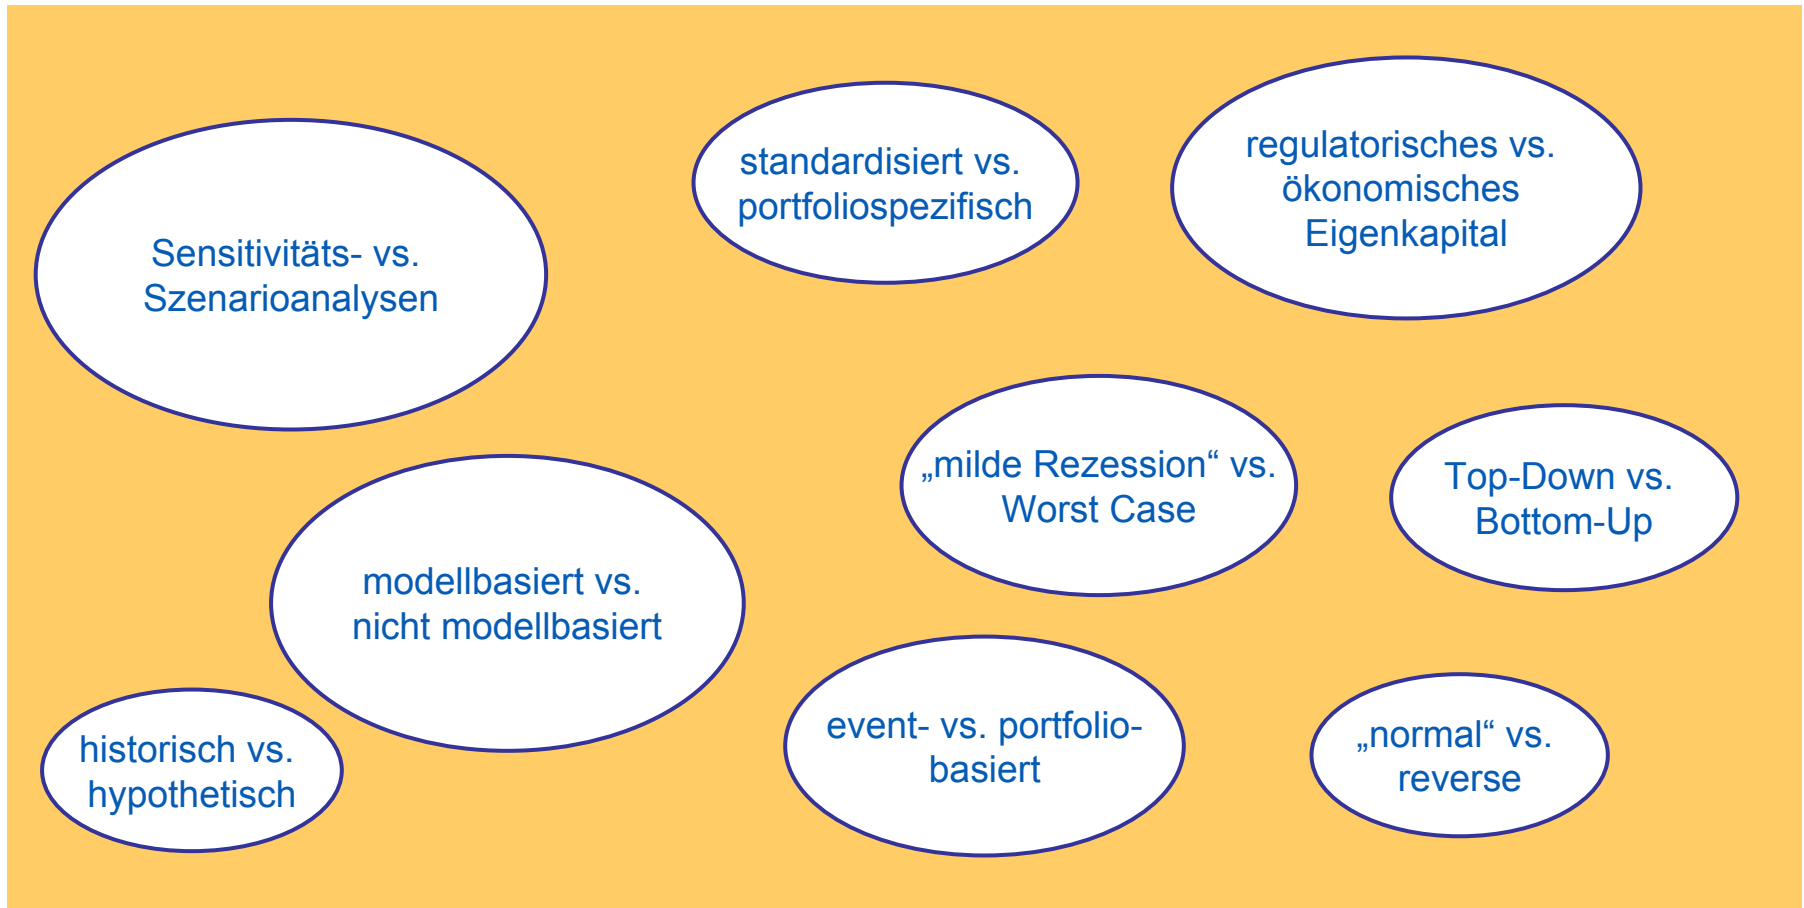 Sensitivitäts- vs.
Szenarioanalysen
standardisiert vs.
portfoliospezifisch
regulatorisches vs.
ökonomisches
Eigenkapital
„milde Rezession“ vs.
Worst Case
Top-Down vs.
Bottom-Up
modellbasiert vs.
nicht modellbasiert
historisch vs.
hypothetisch
event- vs. portfolio-
basiert
„normal“ vs.
reverse